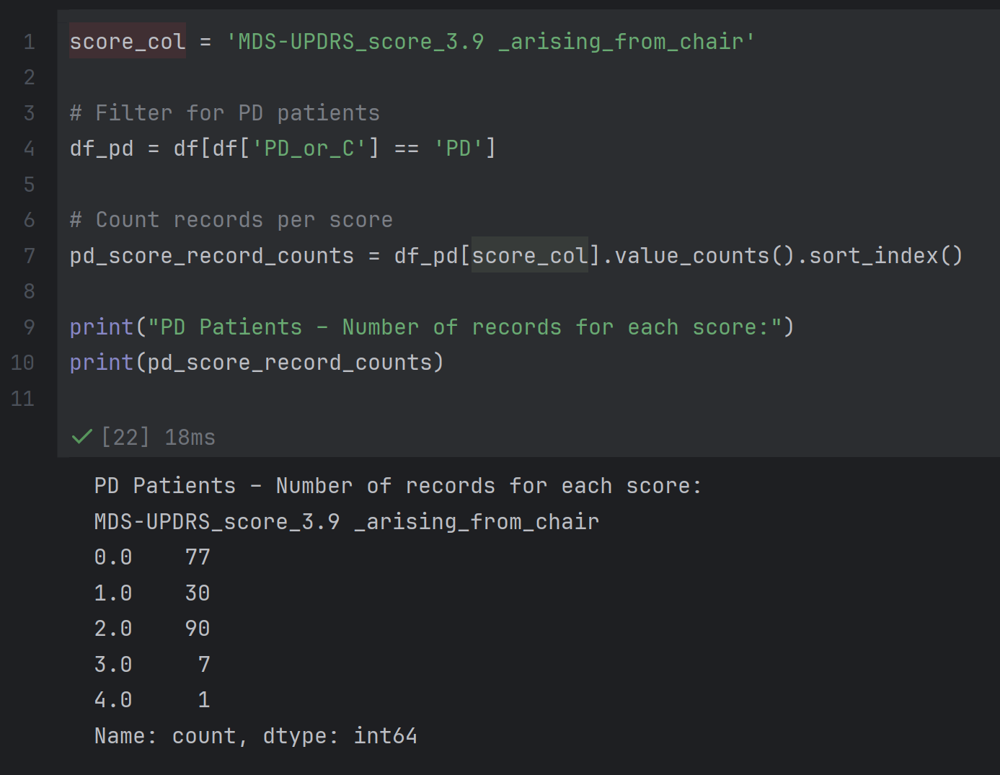 1 score_col = 'MDS-UPDRS_score_3.9 _arising_from_chair'
2
3 # Filter for PD patients
4 df_pd = df[df['PD_or_C'] == 'PD']
5
6 # Count records per score
7 pd_score_record_counts = df_pd[score_col].value_counts().sort_index()
8
9 print("PD Patients – Number of records for each score:")
10 print(pd_score_record_counts)
11
[22] 18ms
PD Patients – Number of records for each score:
MDS-UPDRS_score_3.9 _arising_from_chair
0.0    77
1.0    30
2.0    90
3.0     7
4.0     1
Name: count, dtype: int64